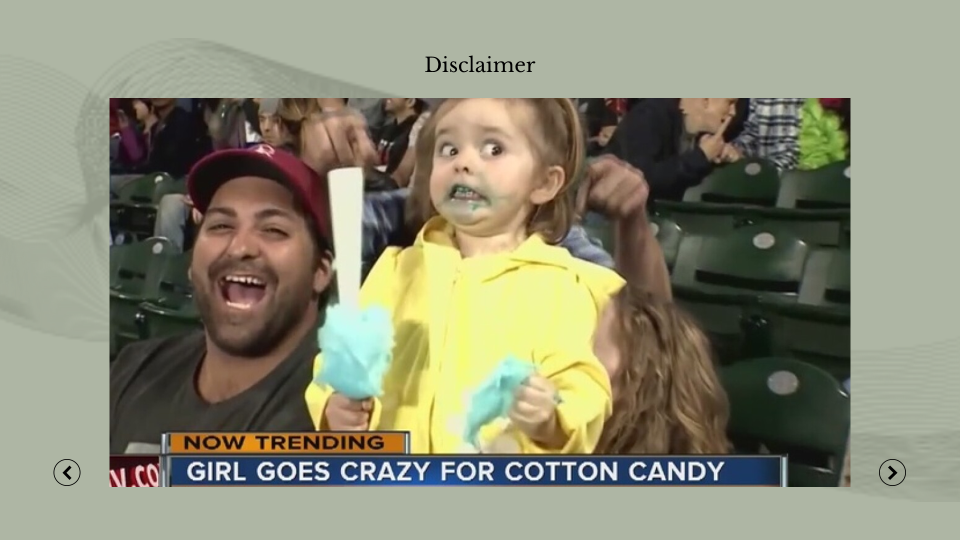 Disclaimer
NOW TRENDING
GIRL GOES CRAZY FOR COTTON CANDY